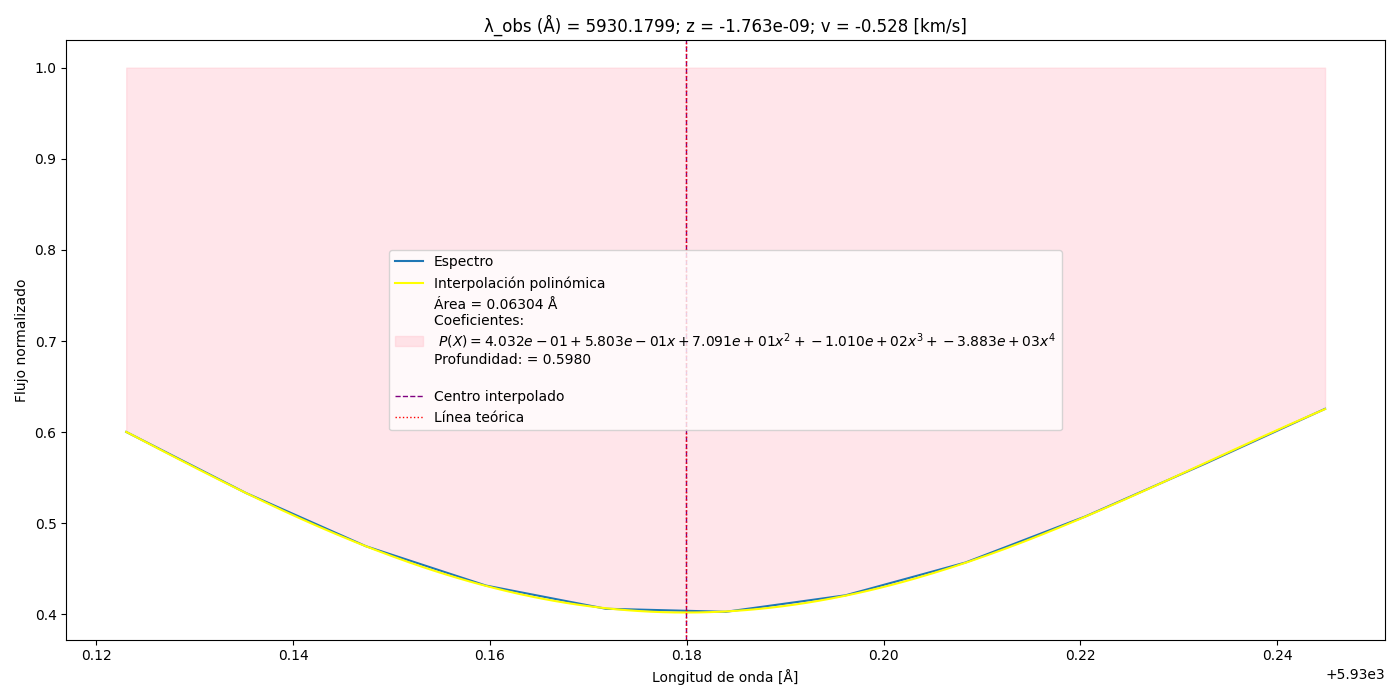 λ_obs (Å) = 5930.1799; z = -1.763e-09; v = -0.528 [km/s]
Flujo normalizado
1.0
0.9
0.8
0.7
0.6
0.5
0.4
Espectro
Interpolación polinómica
Área = 0.06304 Å
Coeficientes:
P(X) = 4.032e − 01 + 5.803e − 01x + 7.091e + 01x² + −1.010e + 02x³ + −3.883e + 03x⁴
Profundidad: = 0.5980
Centro interpolado
Línea teórica
0.12 0.14 0.16 0.18 0.20 0.22 0.24
+5.93e3
Longitud de onda [Å]